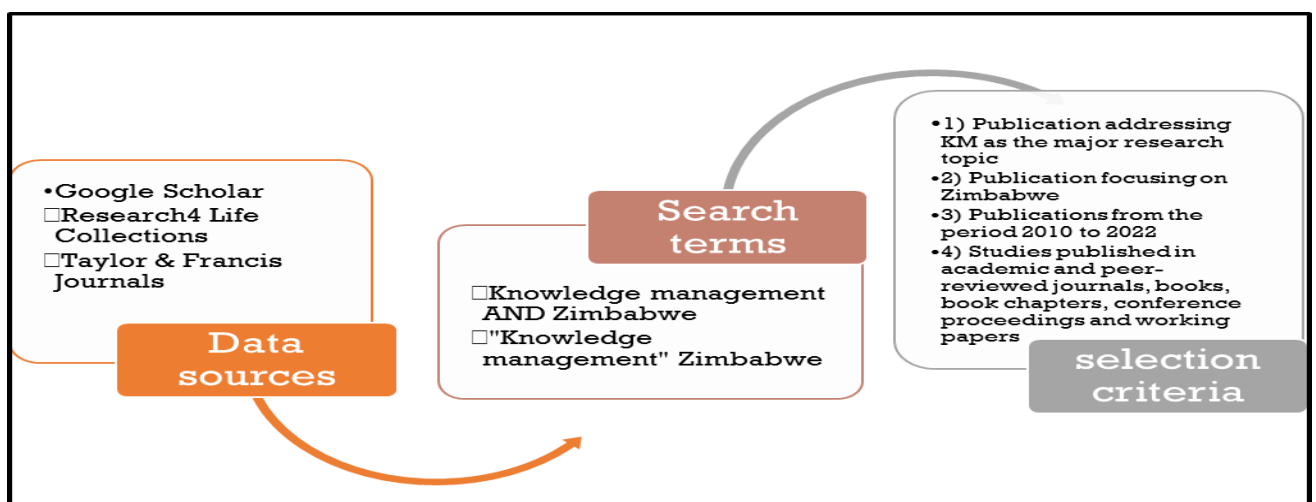 •Google Scholar
□Research4 Life
Collections
□Taylor & Francis
Journals
Data
sources
Search
terms
□Knowledge management
AND Zimbabwe
□"Knowledge
management" Zimbabwe
•1) Publication addressing
KM as the major research
topic
•2) Publication focusing on
Zimbabwe
•3) Publications from the
period 2010 to 2022
•4) Studies published in
academic and peer-
reviewed journals, books,
book chapters, conference
proceedings and working
papers
selection
criteria